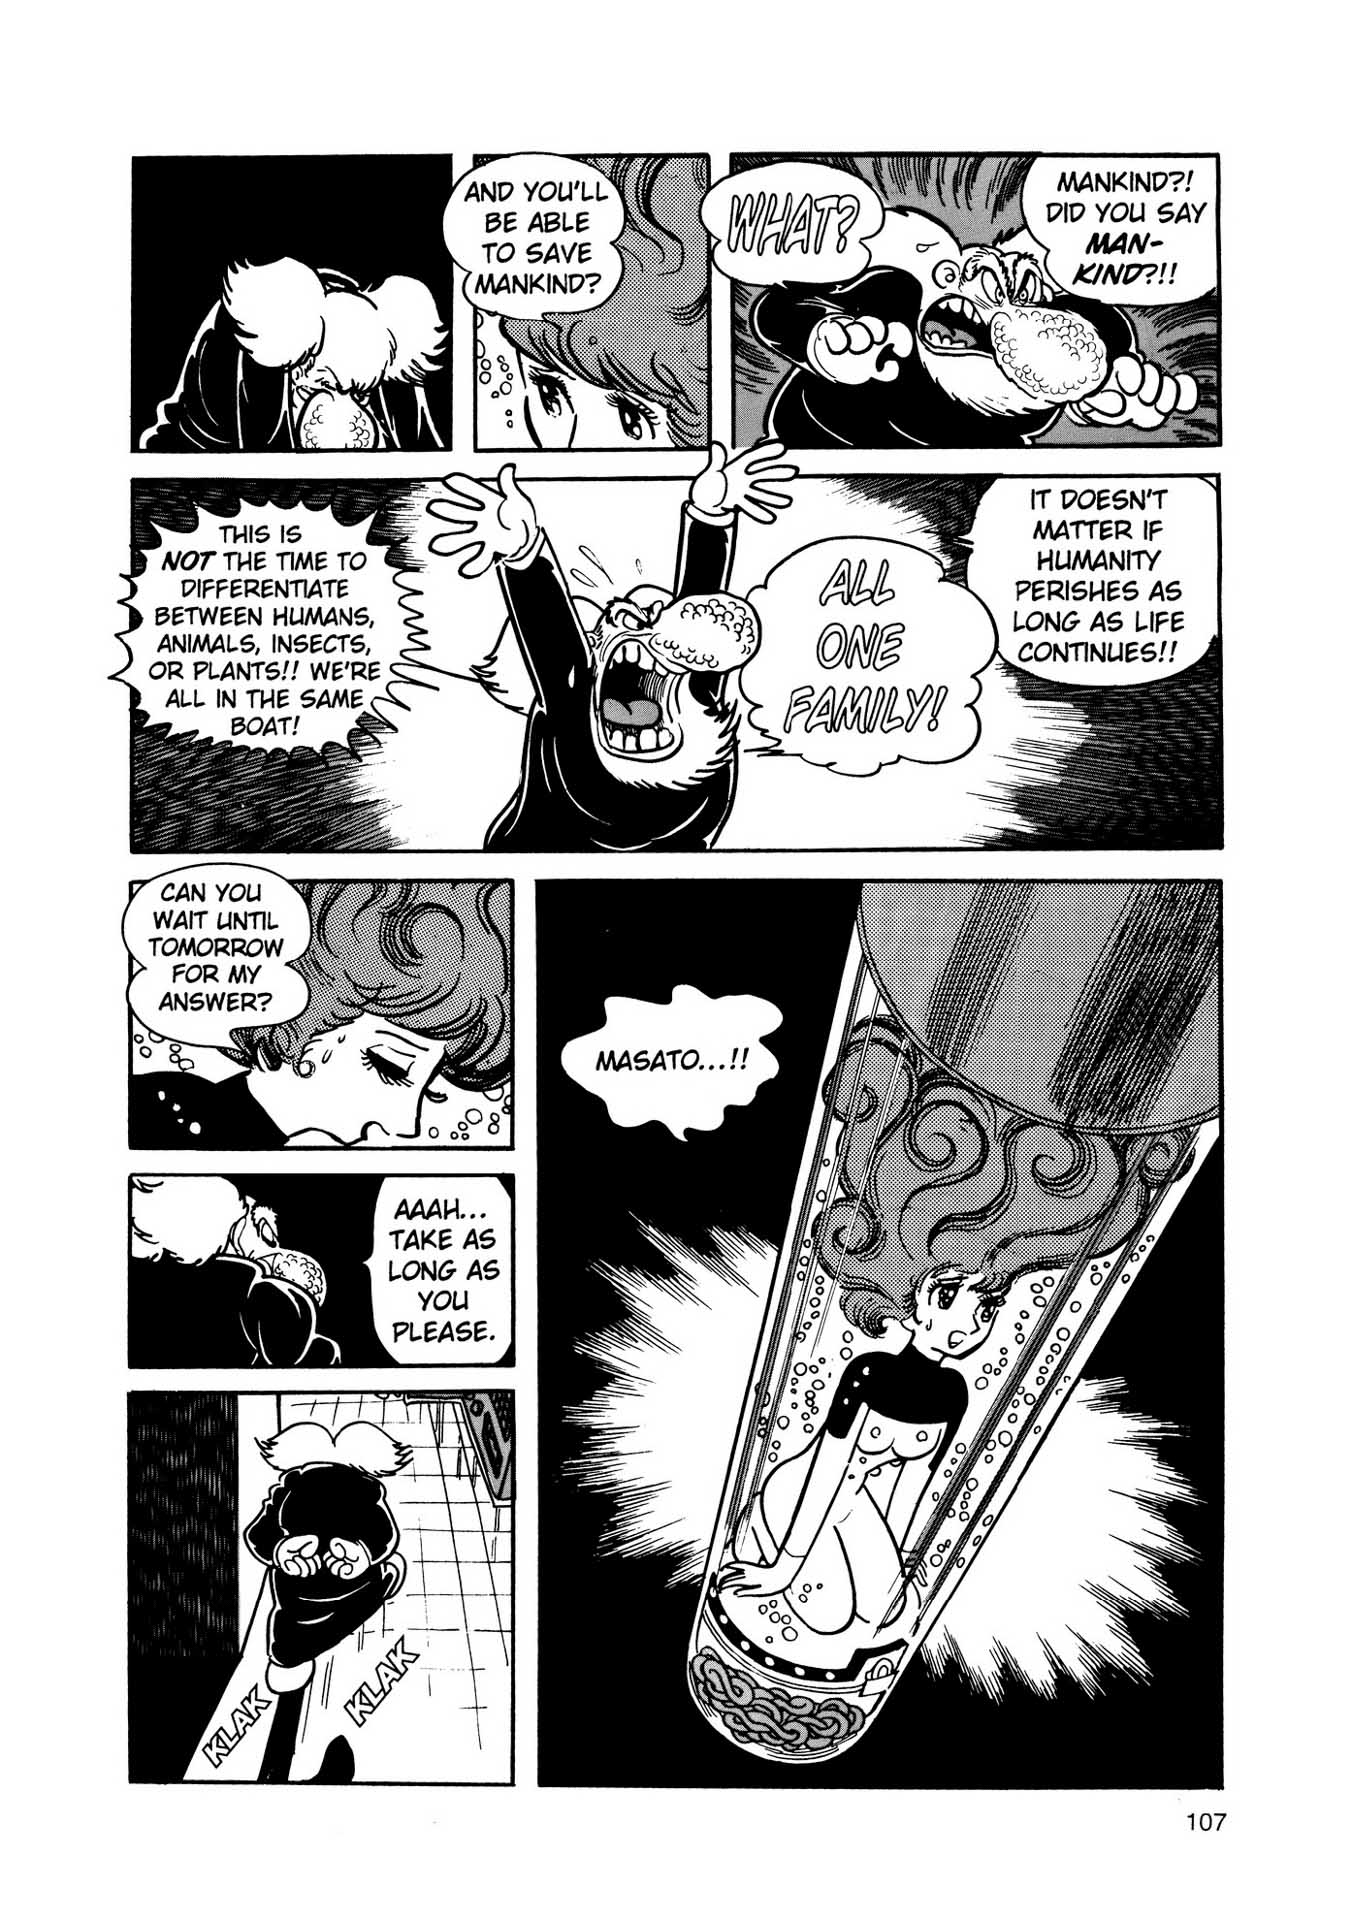 AND YOU'LL
BE ABLE
TO SAVE
MANKIND?
WHAT?
MANKIND?!
DID YOU SAY
MAN-
KIND?!!
THIS IS
NOT THE TIME TO
DIFFERENTIATE
BETWEEN HUMANS,
ANIMALS, INSECTS,
OR PLANTS!! WE'RE
ALL IN THE SAME
BOAT!
ALL
ONE
FAMILY!
IT DOESN'T
MATTER IF
HUMANITY
PERISHES AS
LONG AS LIFE
CONTINUES!!
CAN YOU
WAIT UNTIL
TOMORROW
FOR MY
ANSWER?
AAAH...
TAKE AS
LONG AS
YOU
PLEASE.
KLAK
KLAK
MASATO...!!
107